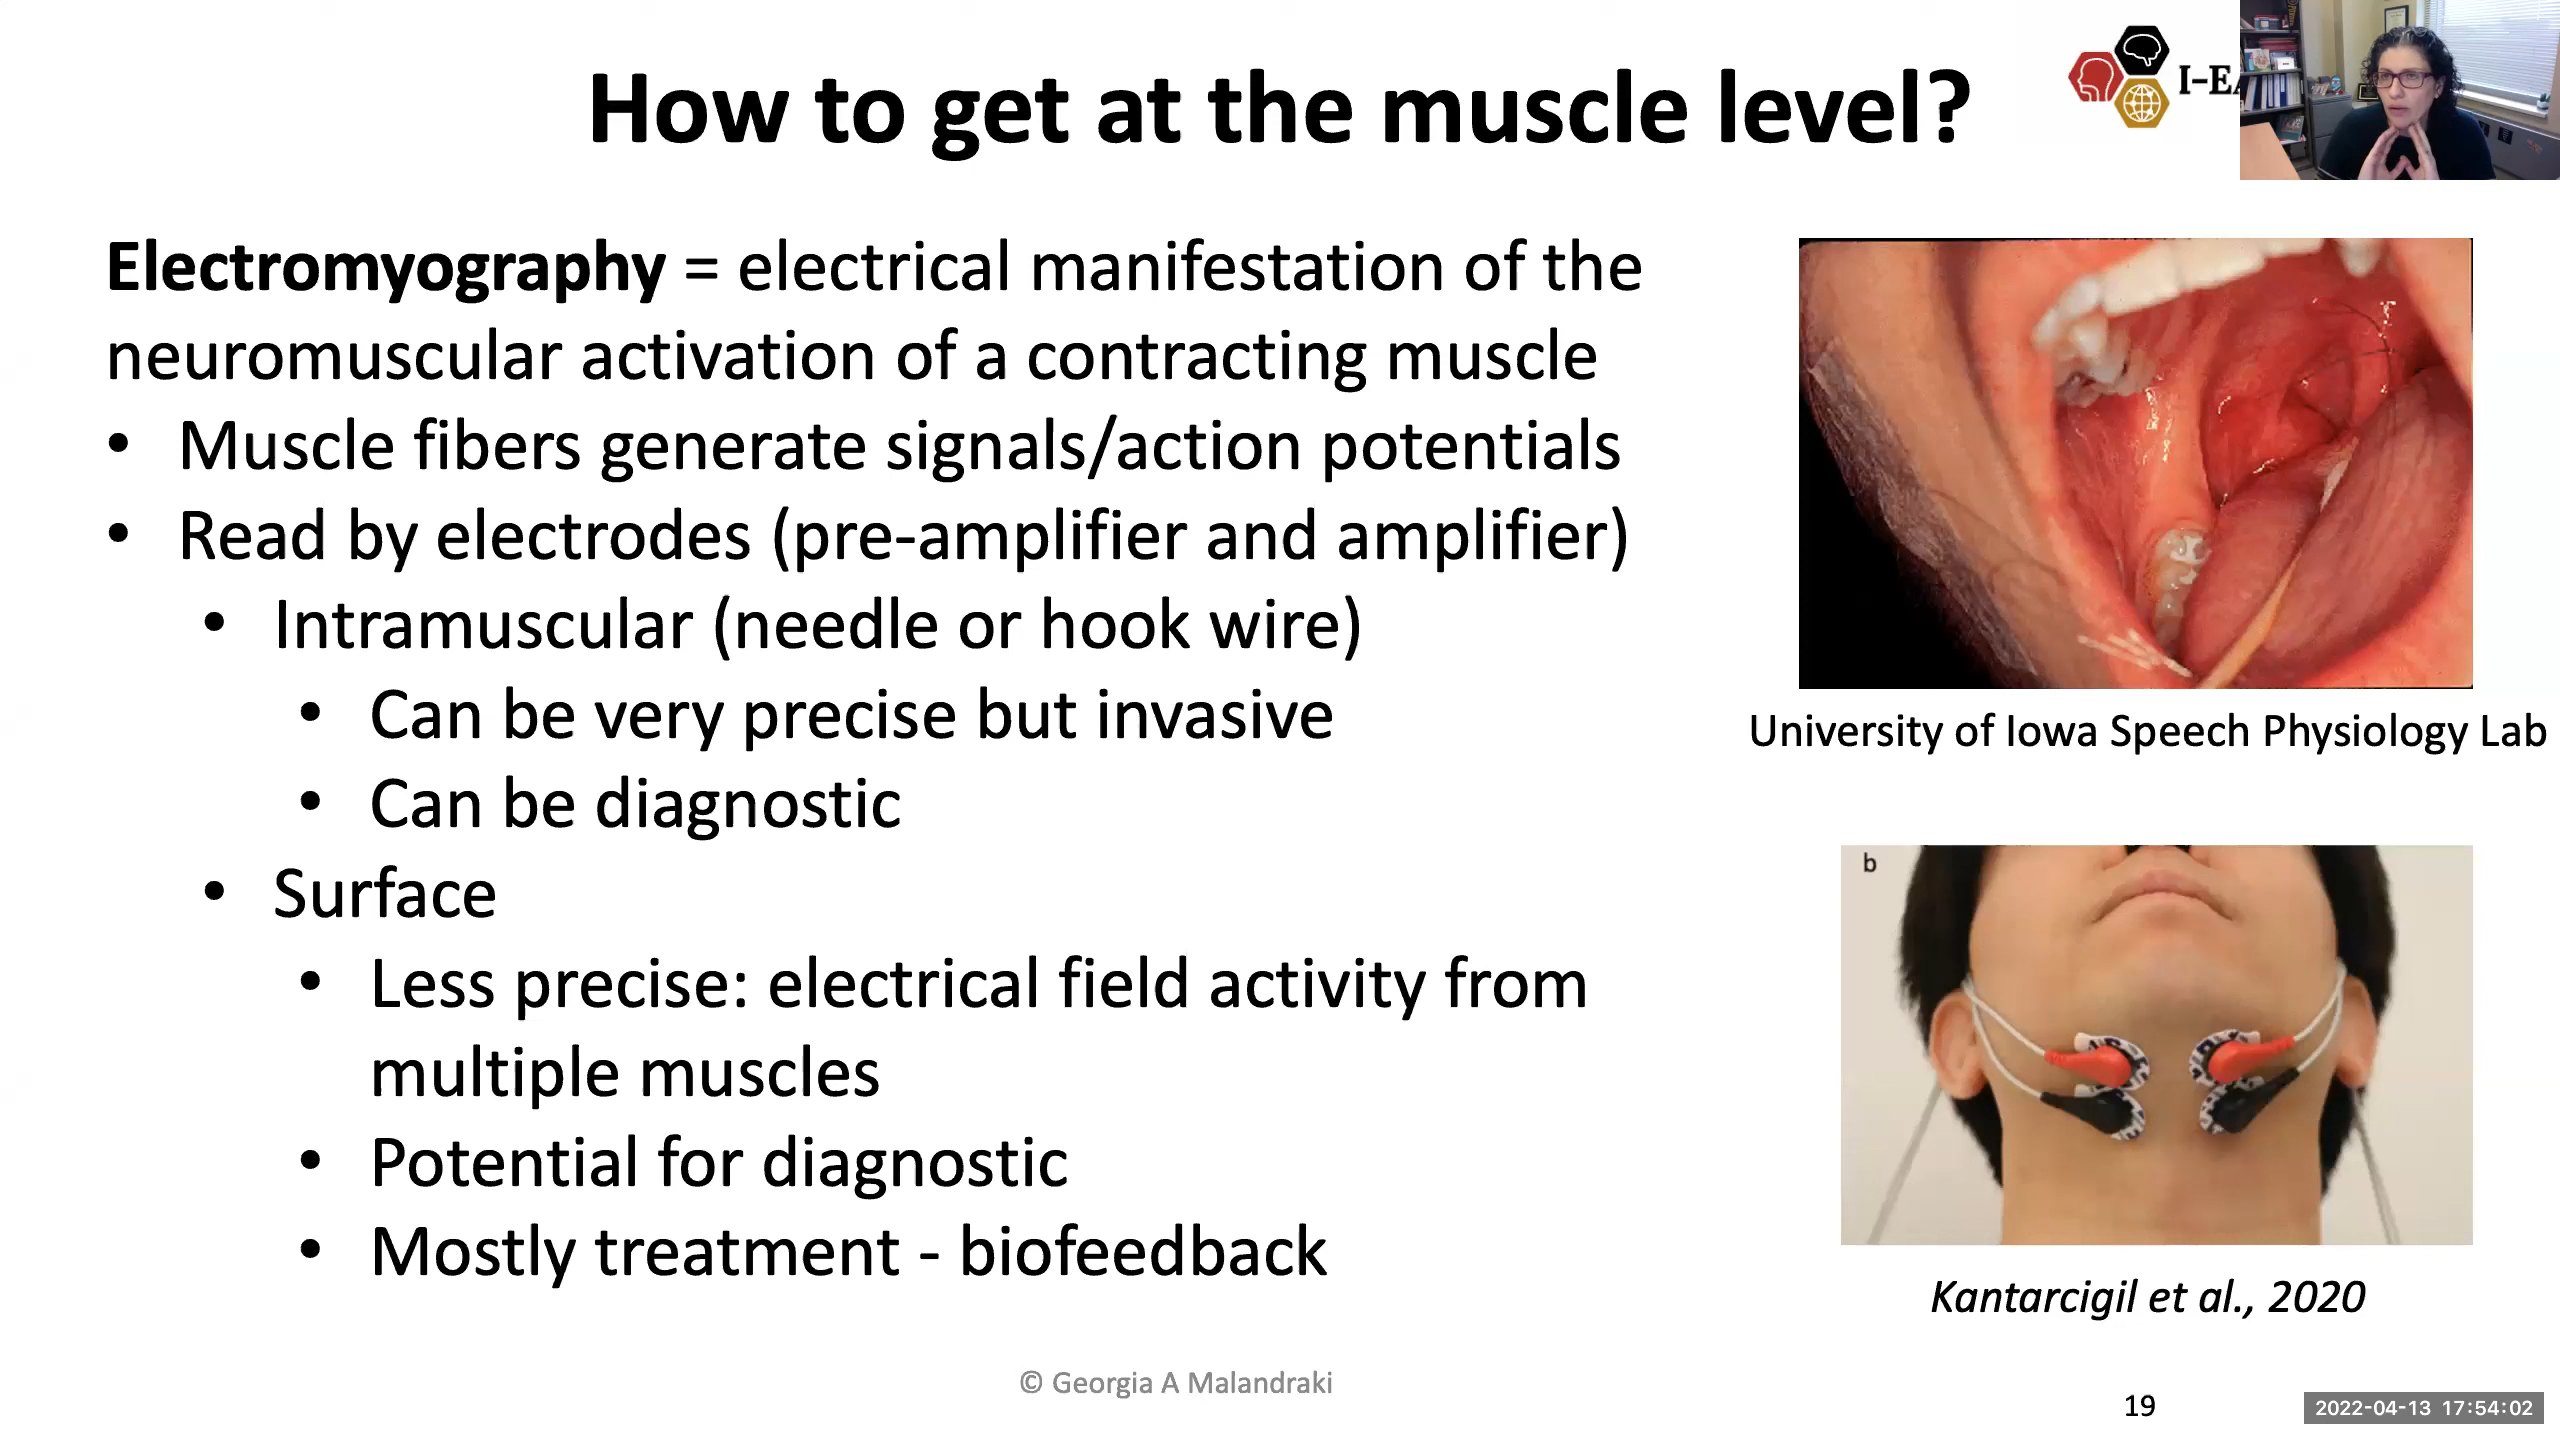 How to get at the muscle level?
I-EA
Electromyography = electrical manifestation of the
neuromuscular activation of a contracting muscle
• Muscle fibers generate signals/action potentials
• Read by electrodes (pre-amplifier and amplifier)
• Intramuscular (needle or hook wire)
• Can be very precise but invasive
• Can be diagnostic
• Surface
• Less precise: electrical field activity from
multiple muscles
• Potential for diagnostic
• Mostly treatment - biofeedback
University of Iowa Speech Physiology Lab
b
Kantarcigil et al., 2020
© Georgia A Malandraki
19
2022-04-13 17:54:02